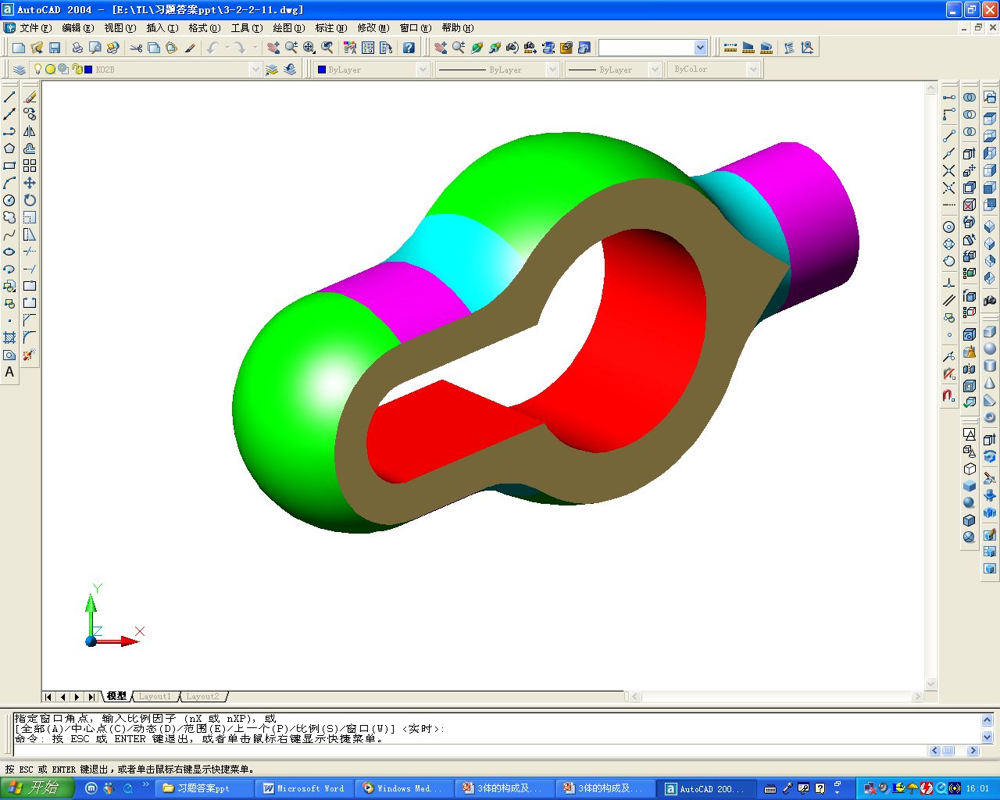 AutoCAD 2004 - [E:\TL\习题答案ppt\3-2-2-11.dwg]
文件(F) 编辑(E) 视图(V) 插入(I) 格式(O) 工具(T) 绘图(D) 标注(N) 修改(M) 窗口(W) 帮助(H)
K02B ByLayer ByLayer ByLayer ByColor
A
Y
Z X
模型 Layout1 Layout2
指定窗口角点, 输入比例因子 (nX 或 nXP), 或
[全部(A)/中心点(C)/动态(D)/范围(E)/上一个(P)/比例(S)/窗口(W)] <实时>:
命令: 按 ESC 或 ENTER 键退出, 或者单击鼠标右键显示快捷菜单。
按 ESC 或 ENTER 键退出, 或者单击鼠标右键显示快捷菜单。
开始 习题答案ppt Microsoft Word Windows Med... 3体的构成及... 3体的构成及... AutoCAD 200... 16:01